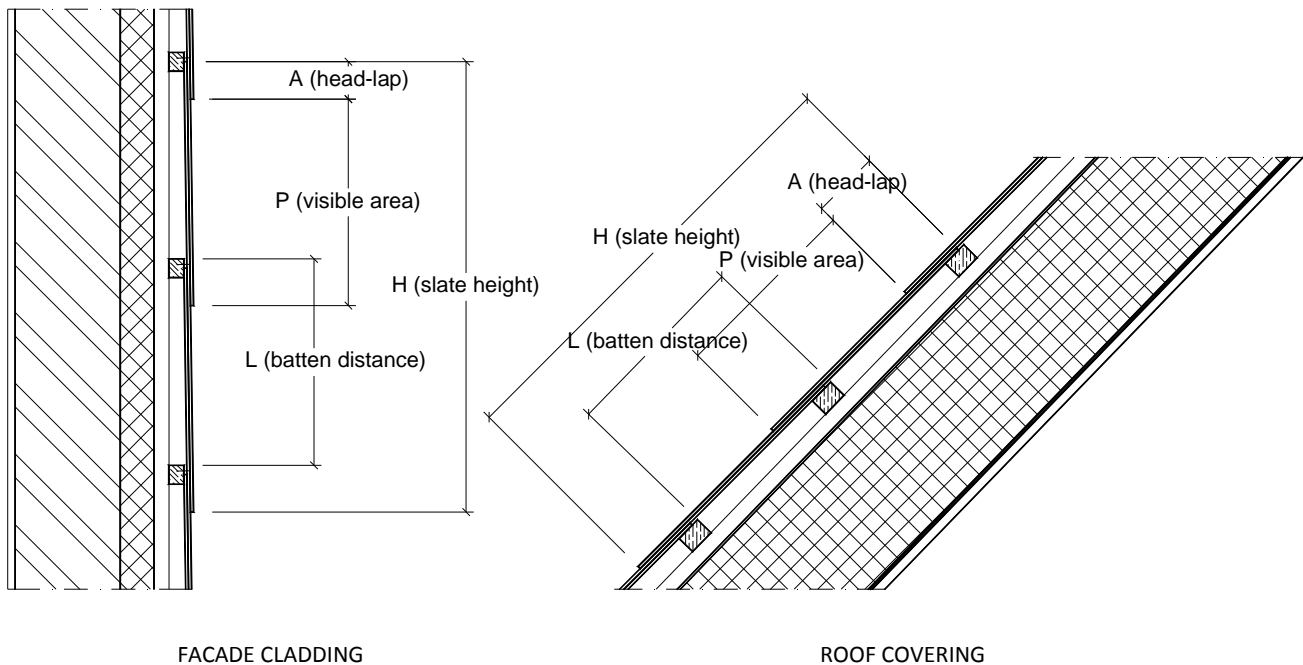 A (head-lap)
P (visible area)
H (slate height)
L (batten distance)
A (head-lap)
H (slate height)
P (visible area)
L (batten distance)
FACADE CLADDING
ROOF COVERING